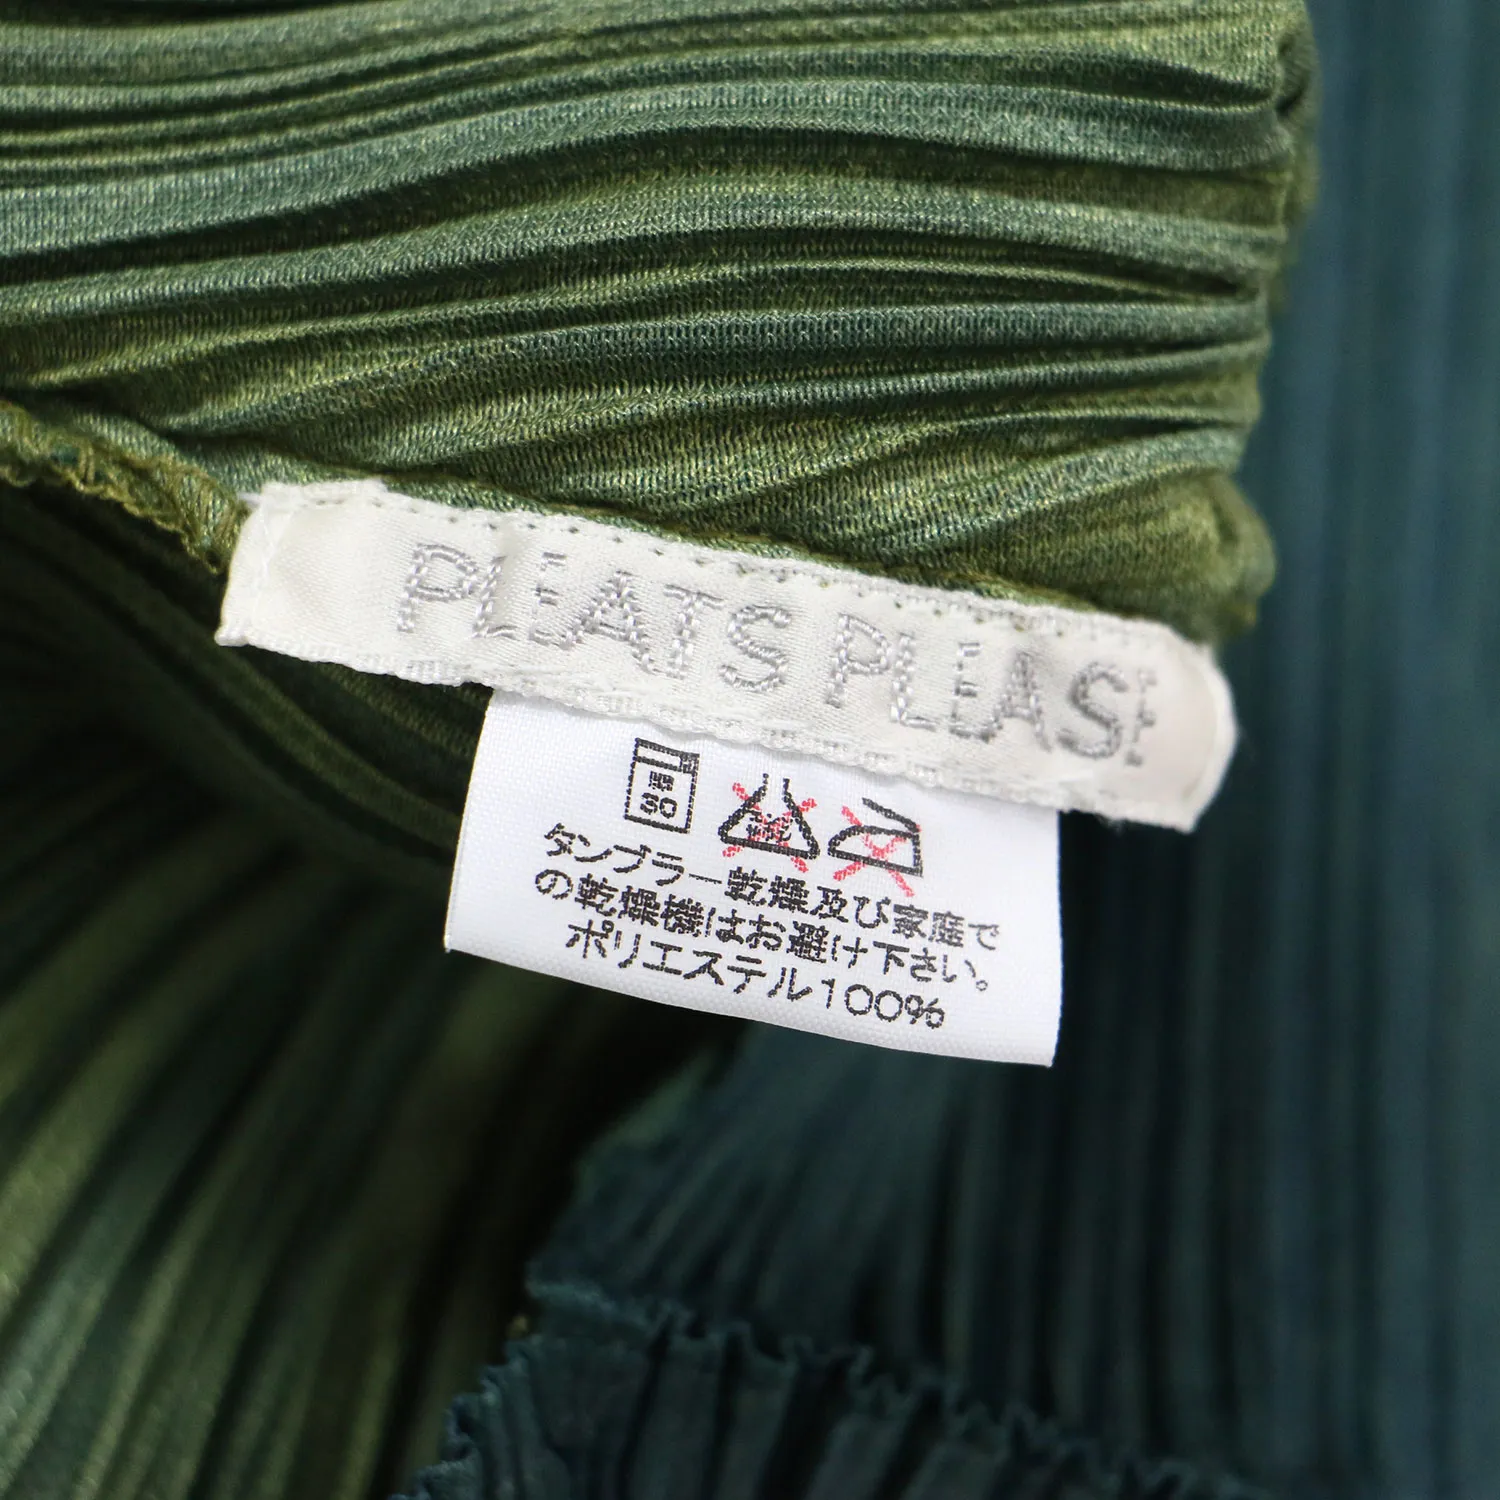 PLEATS PLEASE
タンブラー乾燥及び家庭で
の乾燥機はお避け下さい。
ポリエステル100%